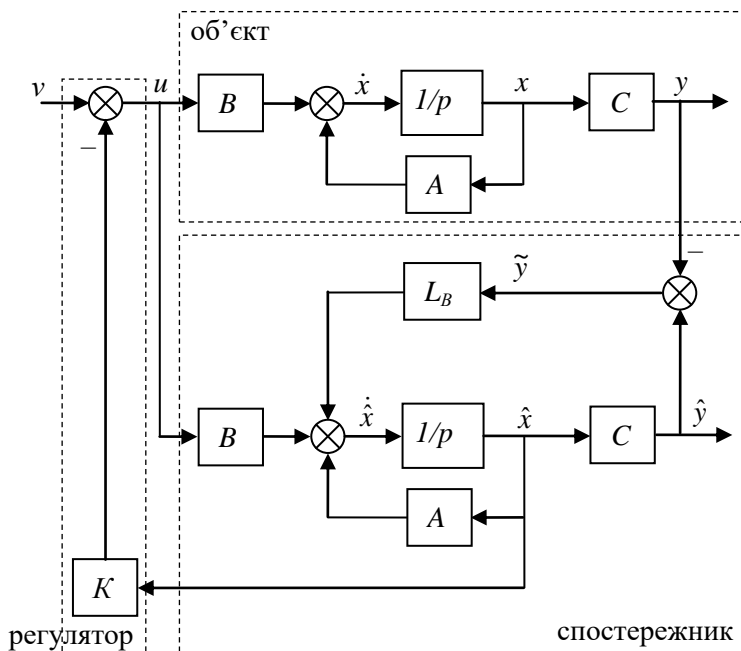 об’єкт
v
u
B
ẋ
1/p
x
C
y
–
A
–
ỹ
L_B
B
x̂̇
1/p
x̂
C
ŷ
A
К
регулятор
спостережник